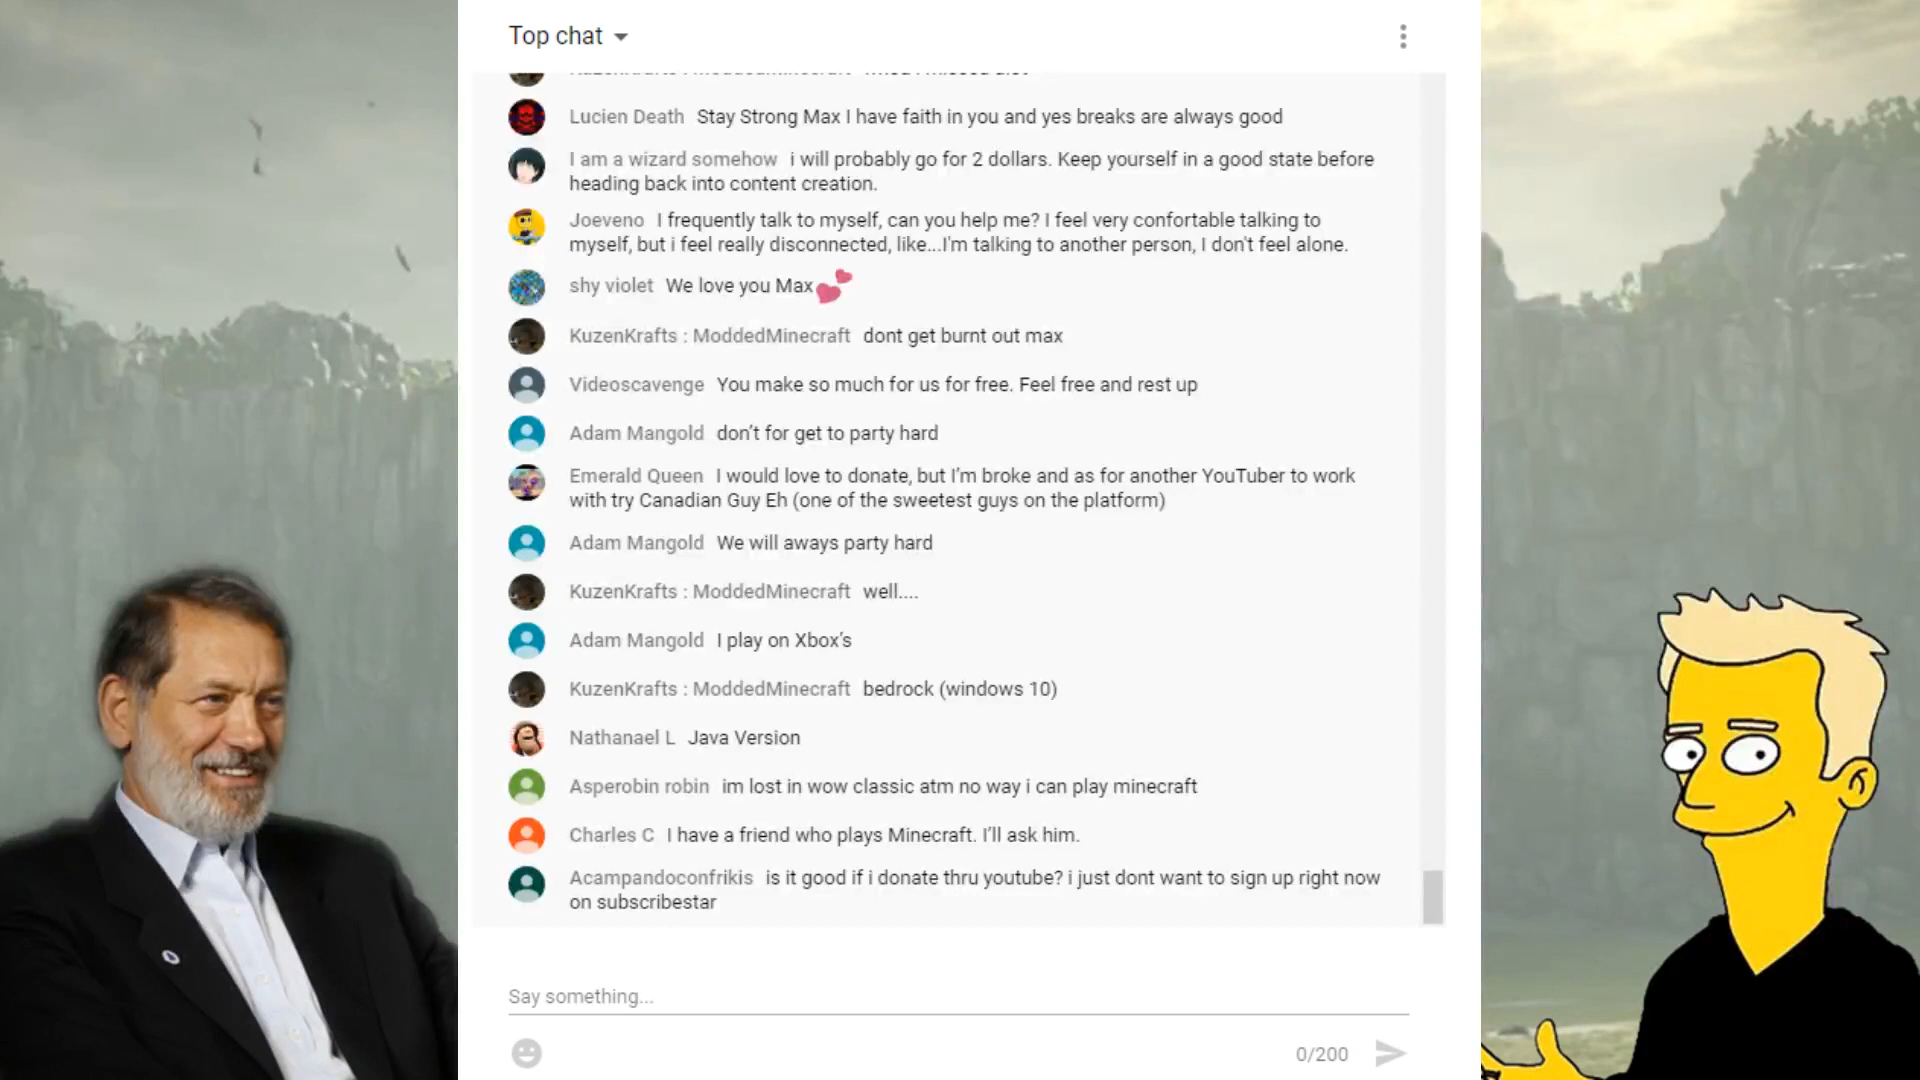 Top chat
Lucien Death Stay Strong Max I have faith in you and yes breaks are always good
I am a wizard somehow i will probably go for 2 dollars. Keep yourself in a good state before
heading back into content creation.
Joeveno I frequently talk to myself, can you help me? I feel very confortable talking to
myself, but i feel really disconnected, like...I'm talking to another person, I don't feel alone.
shy violet We love you Max💕
KuzenKrafts : ModdedMinecraft dont get burnt out max
Videoscavenge You make so much for us for free. Feel free and rest up
Adam Mangold don't for get to party hard
Emerald Queen I would love to donate, but I'm broke and as for another YouTuber to work
with try Canadian Guy Eh (one of the sweetest guys on the platform)
Adam Mangold We will aways party hard
KuzenKrafts : ModdedMinecraft well....
Adam Mangold I play on Xbox's
KuzenKrafts : ModdedMinecraft bedrock (windows 10)
Nathanael L Java Version
Asperobin robin im lost in wow classic atm no way i can play minecraft
Charles C I have a friend who plays Minecraft. I'll ask him.
Acampandoconfrikis is it good if i donate thru youtube? i just dont want to sign up right now
on subscribestar
Say something...
0/200